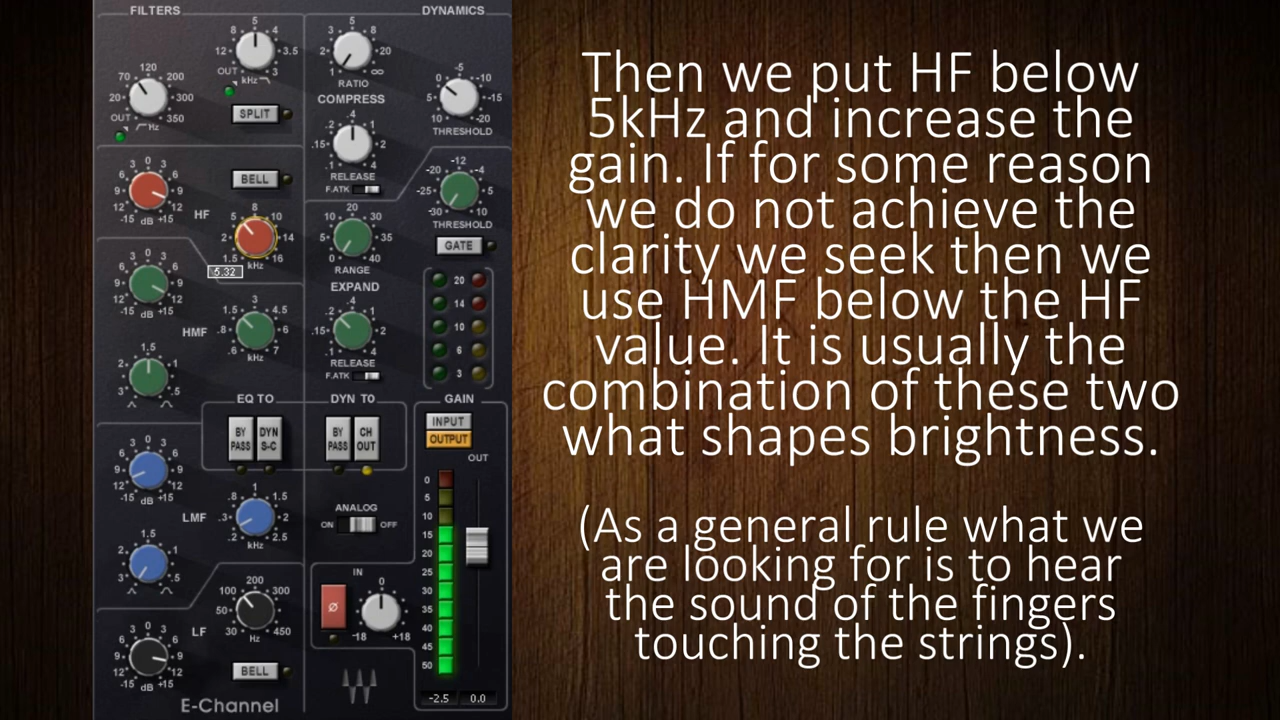 FILTERS
DYNAMICS
5
8 4
12 3.5
OUT 3
kHz
120
70 200
20 300
OUT 350
Hz
SPLIT
5
3 8
2 20
1 ∞
RATIO
COMPRESS
-5
0 -10
5 -15
10 -20
THRESHOLD
.4
.2 1
.15 2
.1 4
RELEASE
F.ATK
0
3 3
6 6
9 9
12 12
-15 dB +15
BELL
HF
8
5 10
2 14
1.5 16
kHz
5.32
-12
-20 -4
-25 5
-30 10
THRESHOLD
GATE
20
10 30
5 35
0 40
RANGE
EXPAND
0
3 3
6 6
9 9
12 12
-15 dB +15
HMF
3
1.5 4.5
.8 6
.6 7
kHz
.4
.2 1
.15 2
.1 4
RELEASE
F.ATK
20
14
10
6
3
1.5
2 1
3 .5
EQ TO
BY PASS
DYN S-C
DYN TO
BY PASS
CH OUT
GAIN
INPUT
OUTPUT
OUT
0
3 3
6 6
9 9
12 12
-15 dB +15
LMF
1
.8 1.5
.3 2
.2 2.5
kHz
1.5
2 1
3 .5
ANALOG
ON OFF
0
5
10
15
20
25
30
35
40
45
50
-2.5 0.0
IN
Ø
0
-18 +18
200
100 300
50
30 Hz 450
LF
0
3 3
6 6
9 9
12 12
-15 dB +15
BELL
E-Channel
Then we put HF below
5kHz and increase the
gain. If for some reason
we do not achieve the
clarity we seek then we
use HMF below the HF
value. It is usually the
combination of these two
what shapes brightness.
(As a general rule what we
are looking for is to hear
the sound of the fingers
touching the strings).